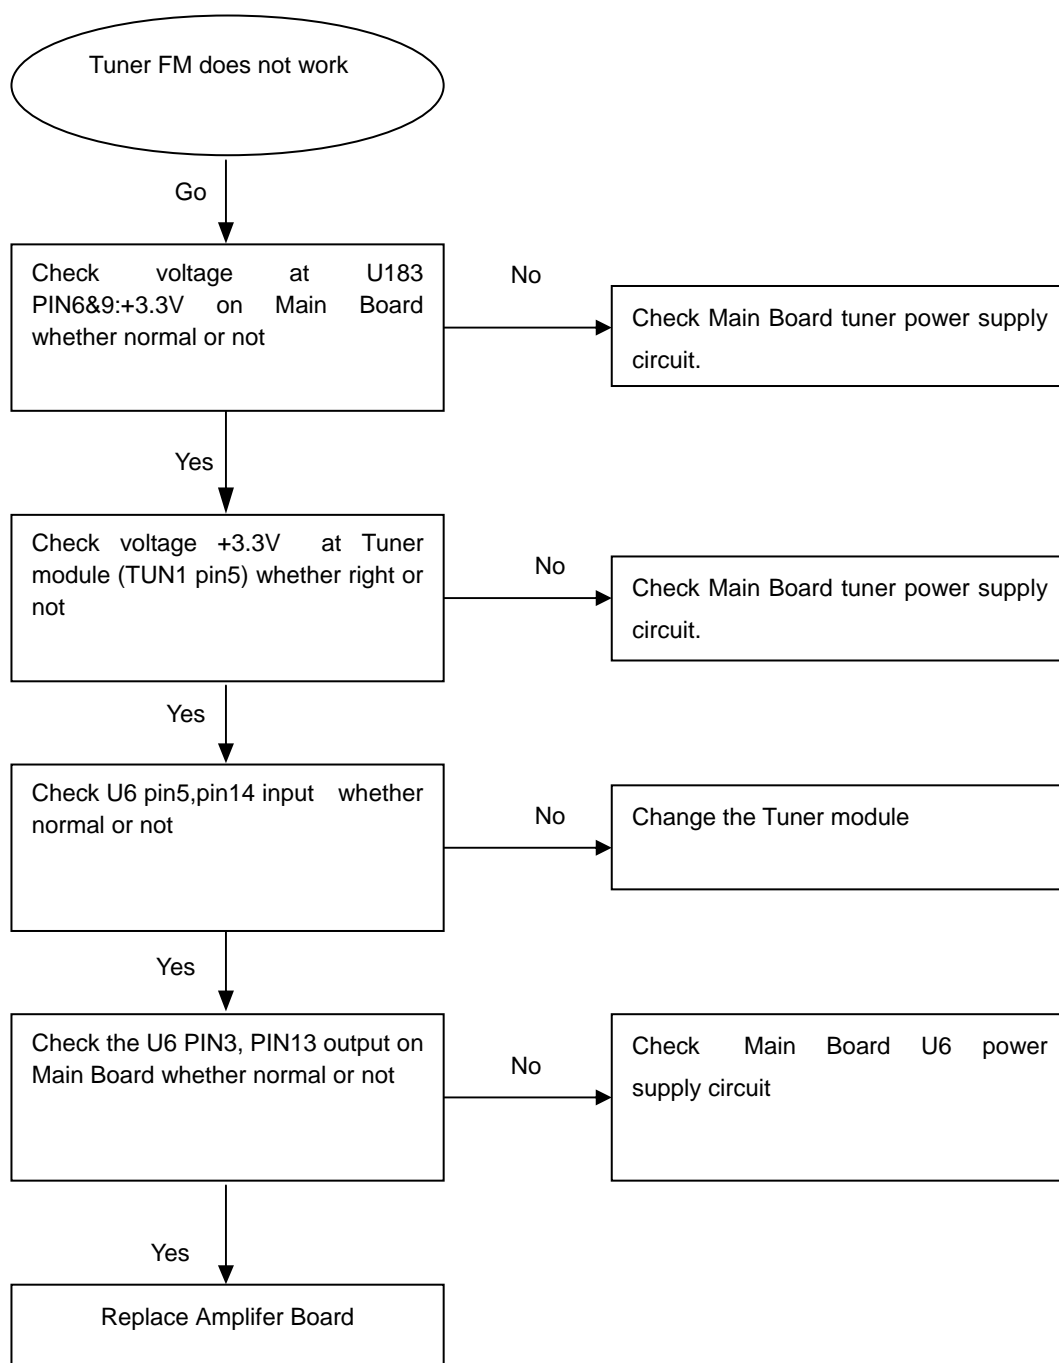 Tuner FM does not work
Go
Check voltage at U183
PIN6&9:+3.3V on Main Board
whether normal or not
No
Check Main Board tuner power supply
circuit.
Yes
Check voltage +3.3V at Tuner
module (TUN1 pin5) whether right or
not
No
Check Main Board tuner power supply
circuit.
Yes
Check U6 pin5,pin14 input whether
normal or not
No
Change the Tuner module
Yes
Check the U6 PIN3, PIN13 output on
Main Board whether normal or not
No
Check Main Board U6 power
supply circuit
Yes
Replace Amplifer Board